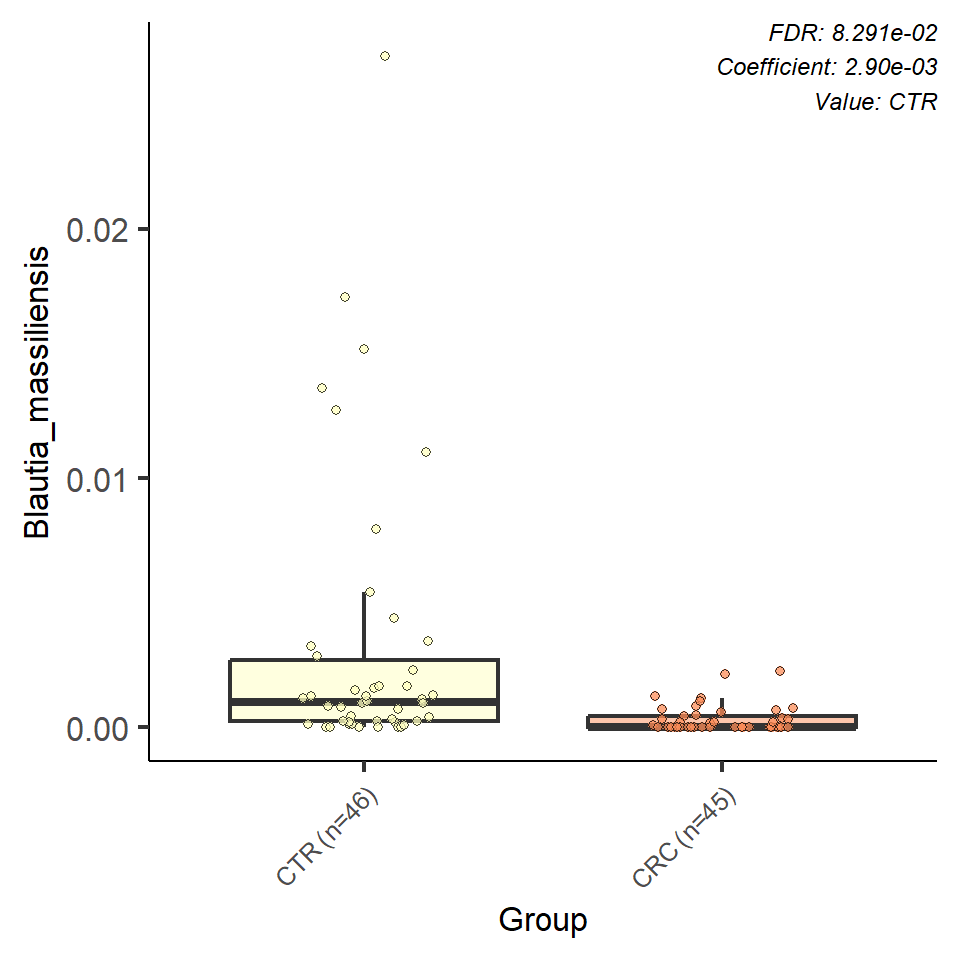 FDR: 8.291e-02
Coefficient: 2.90e-03
Value: CTR
Blautia_massiliensis
0.02
0.01
0.00
CTR (n=46)
CRC (n=45)
Group